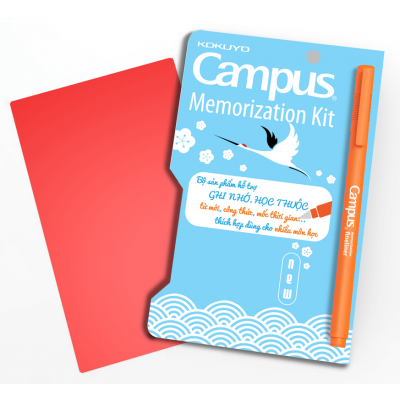 KOKUYO
Campus
Memorization Kit
Bộ sản phẩm hỗ trợ
GHI NHỚ, HỌC THUỘC
từ mới, công thức, mốc thời gian...
thích hợp dùng cho nhiều môn học
new
Campus
fineliner